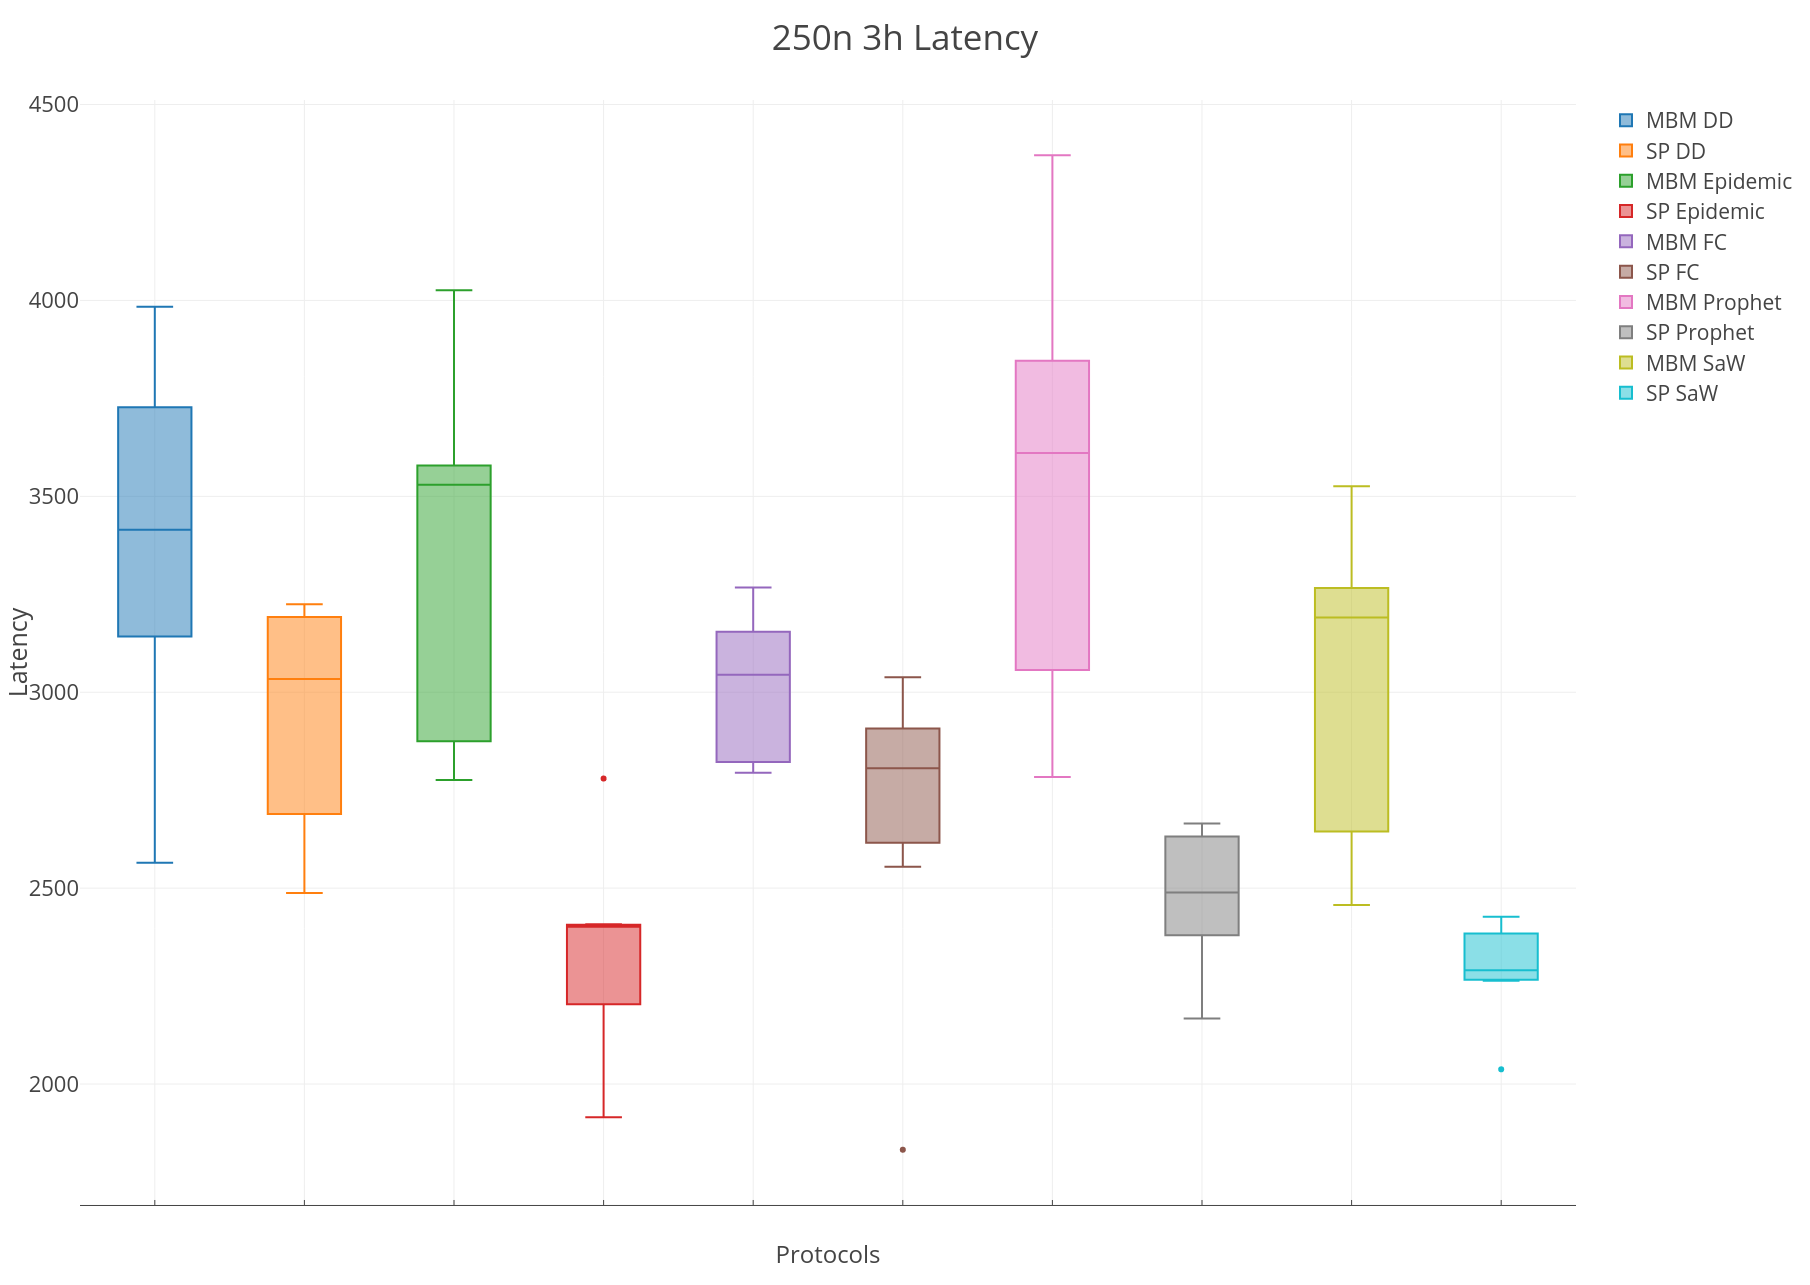 250n 3h Latency
4500
4000
3500
3000
2500
2000
Latency
Protocols
MBM DD
SP DD
MBM Epidemic
SP Epidemic
MBM FC
SP FC
MBM Prophet
SP Prophet
MBM SaW
SP SaW